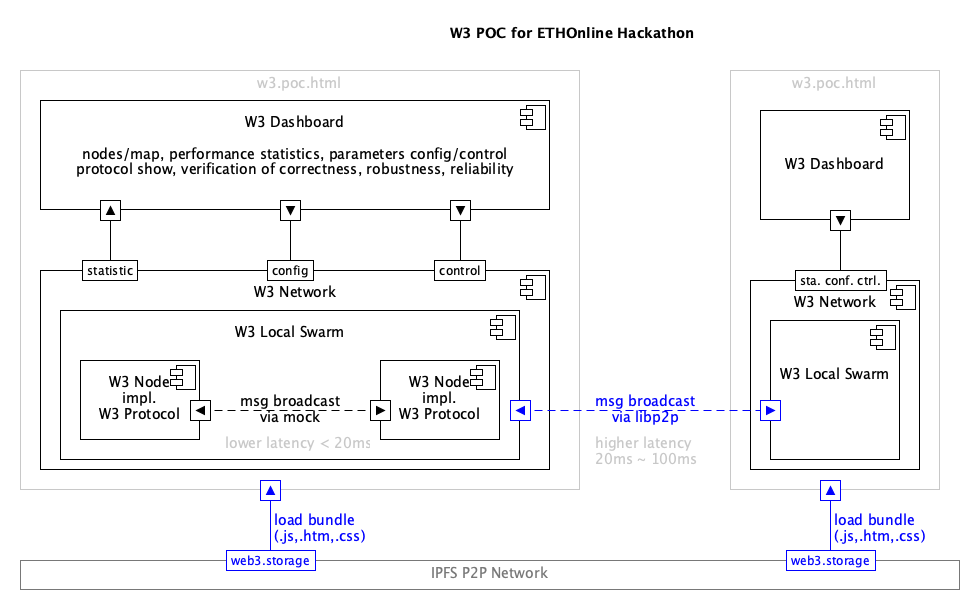 W3 POC for ETHOnline Hackathon
w3.poc.html
W3 Dashboard
nodes/map, performance statistics, parameters config/control
protocol show, verification of correctness, robustness, reliability
statistic
config
control
W3 Network
W3 Local Swarm
W3 Node
impl.
W3 Protocol
msg broadcast
via mock
lower latency < 20ms
W3 Node
impl.
W3 Protocol
msg broadcast
via libp2p
higher latency
20ms ~ 100ms
w3.poc.html
W3 Dashboard
sta. conf. ctrl.
W3 Network
W3 Local Swarm
load bundle
(.js,.htm,.css)
web3.storage
load bundle
(.js,.htm,.css)
web3.storage
IPFS P2P Network